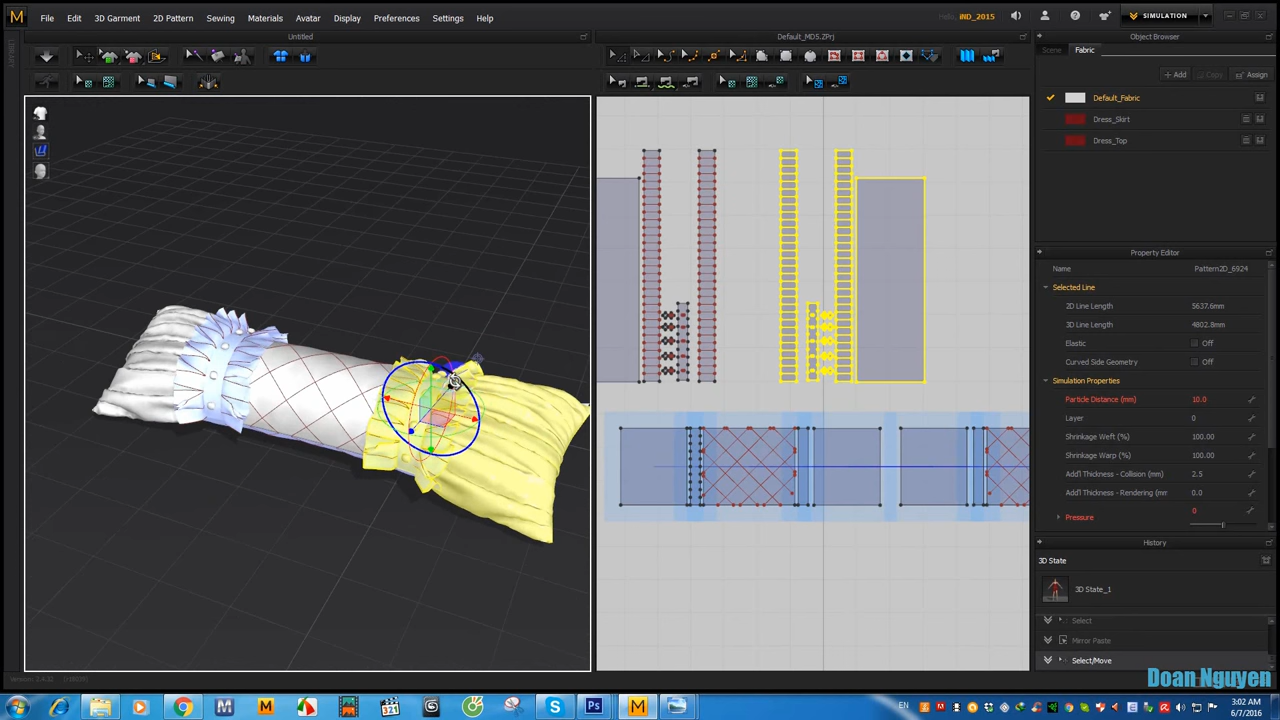 File Edit 3D Garment 2D Pattern Sewing Materials Avatar Display Preferences Settings Help
Hello, iND_2015
SIMULATION
Untitled
Default_MD5.ZPrj
Object Browser
LIBRARY
Scene Fabric
+ Add Copy Assign
Default_Fabric
Dress_Skirt
Dress_Top
Property Editor
Name Pattern2D_6924
Selected Line
2D Line Length 5637.6mm
3D Line Length 4802.8mm
Elastic Off
Curved Side Geometry Off
Simulation Properties
Particle Distance (mm) 10.0
Layer 0
Shrinkage Weft (%) 100.00
Shrinkage Warp (%) 100.00
Add'l Thickness - Collision (mm) 2.5
Add'l Thickness - Rendering (mm 0.0
Pressure 0
History
3D State
3D State_1
Select
Mirror Paste
Select/Move
Doan Nguyen
EN
3:02 AM
6/7/2016